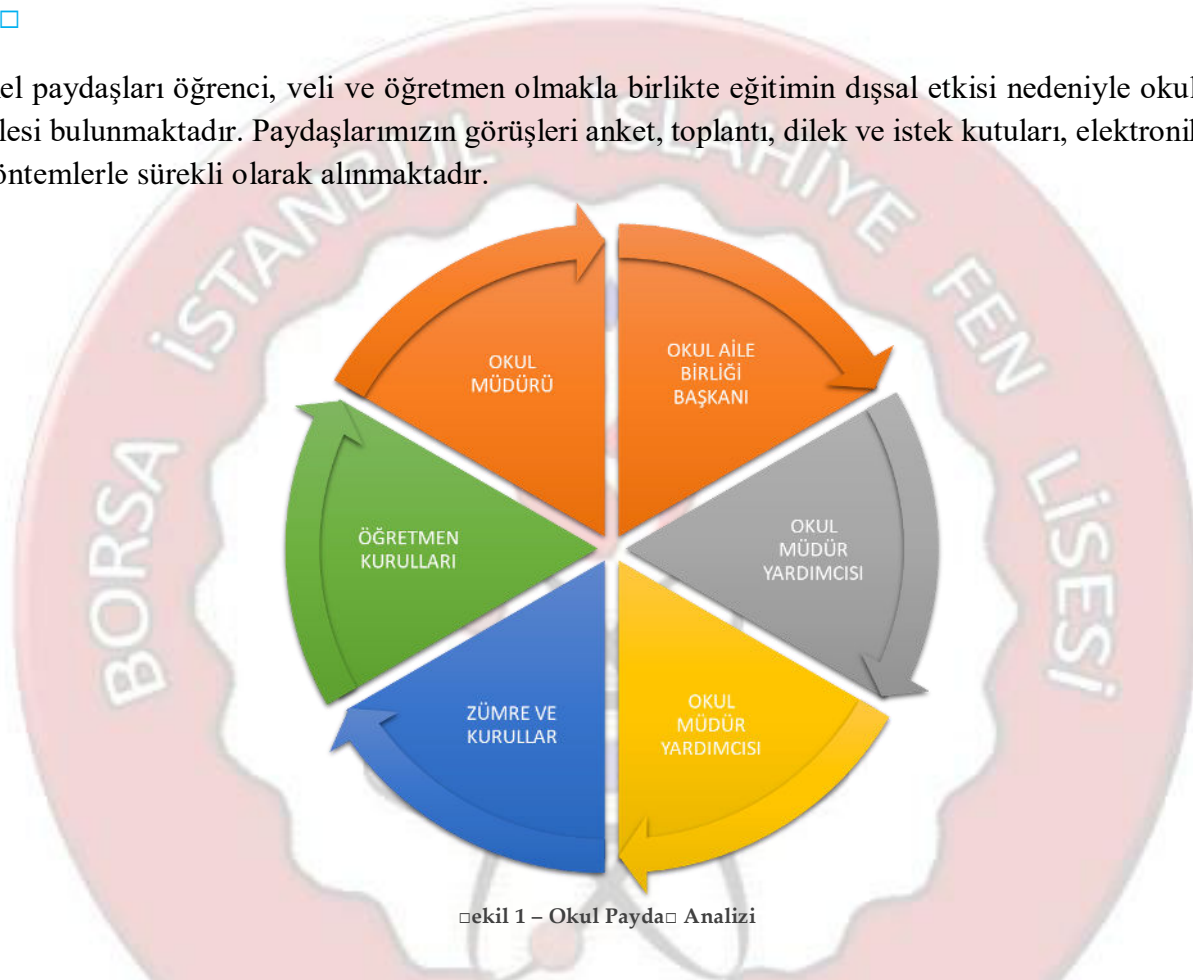 □
el paydaşları öğrenci, veli ve öğretmen olmakla birlikte eğitimin dışsal etkisi nedeniyle okul
lesi bulunmaktadır. Paydaşlarımızın görüşleri anket, toplantı, dilek ve istek kutuları, elektronik
öntemlerle sürekli olarak alınmaktadır.
BORSA İSTANBUL İSLAHİYE FEN LİSESİ
OKUL
MÜDÜRÜ
OKUL AİLE
BİRLİĞİ
BAŞKANI
ÖĞRETMEN
KURULLARI
OKUL
MÜDÜR
YARDIMCISI
ZÜMRE VE
KURULLAR
OKUL
MÜDÜR
YARDIMCISI
□ekil 1 – Okul Payda□ Analizi